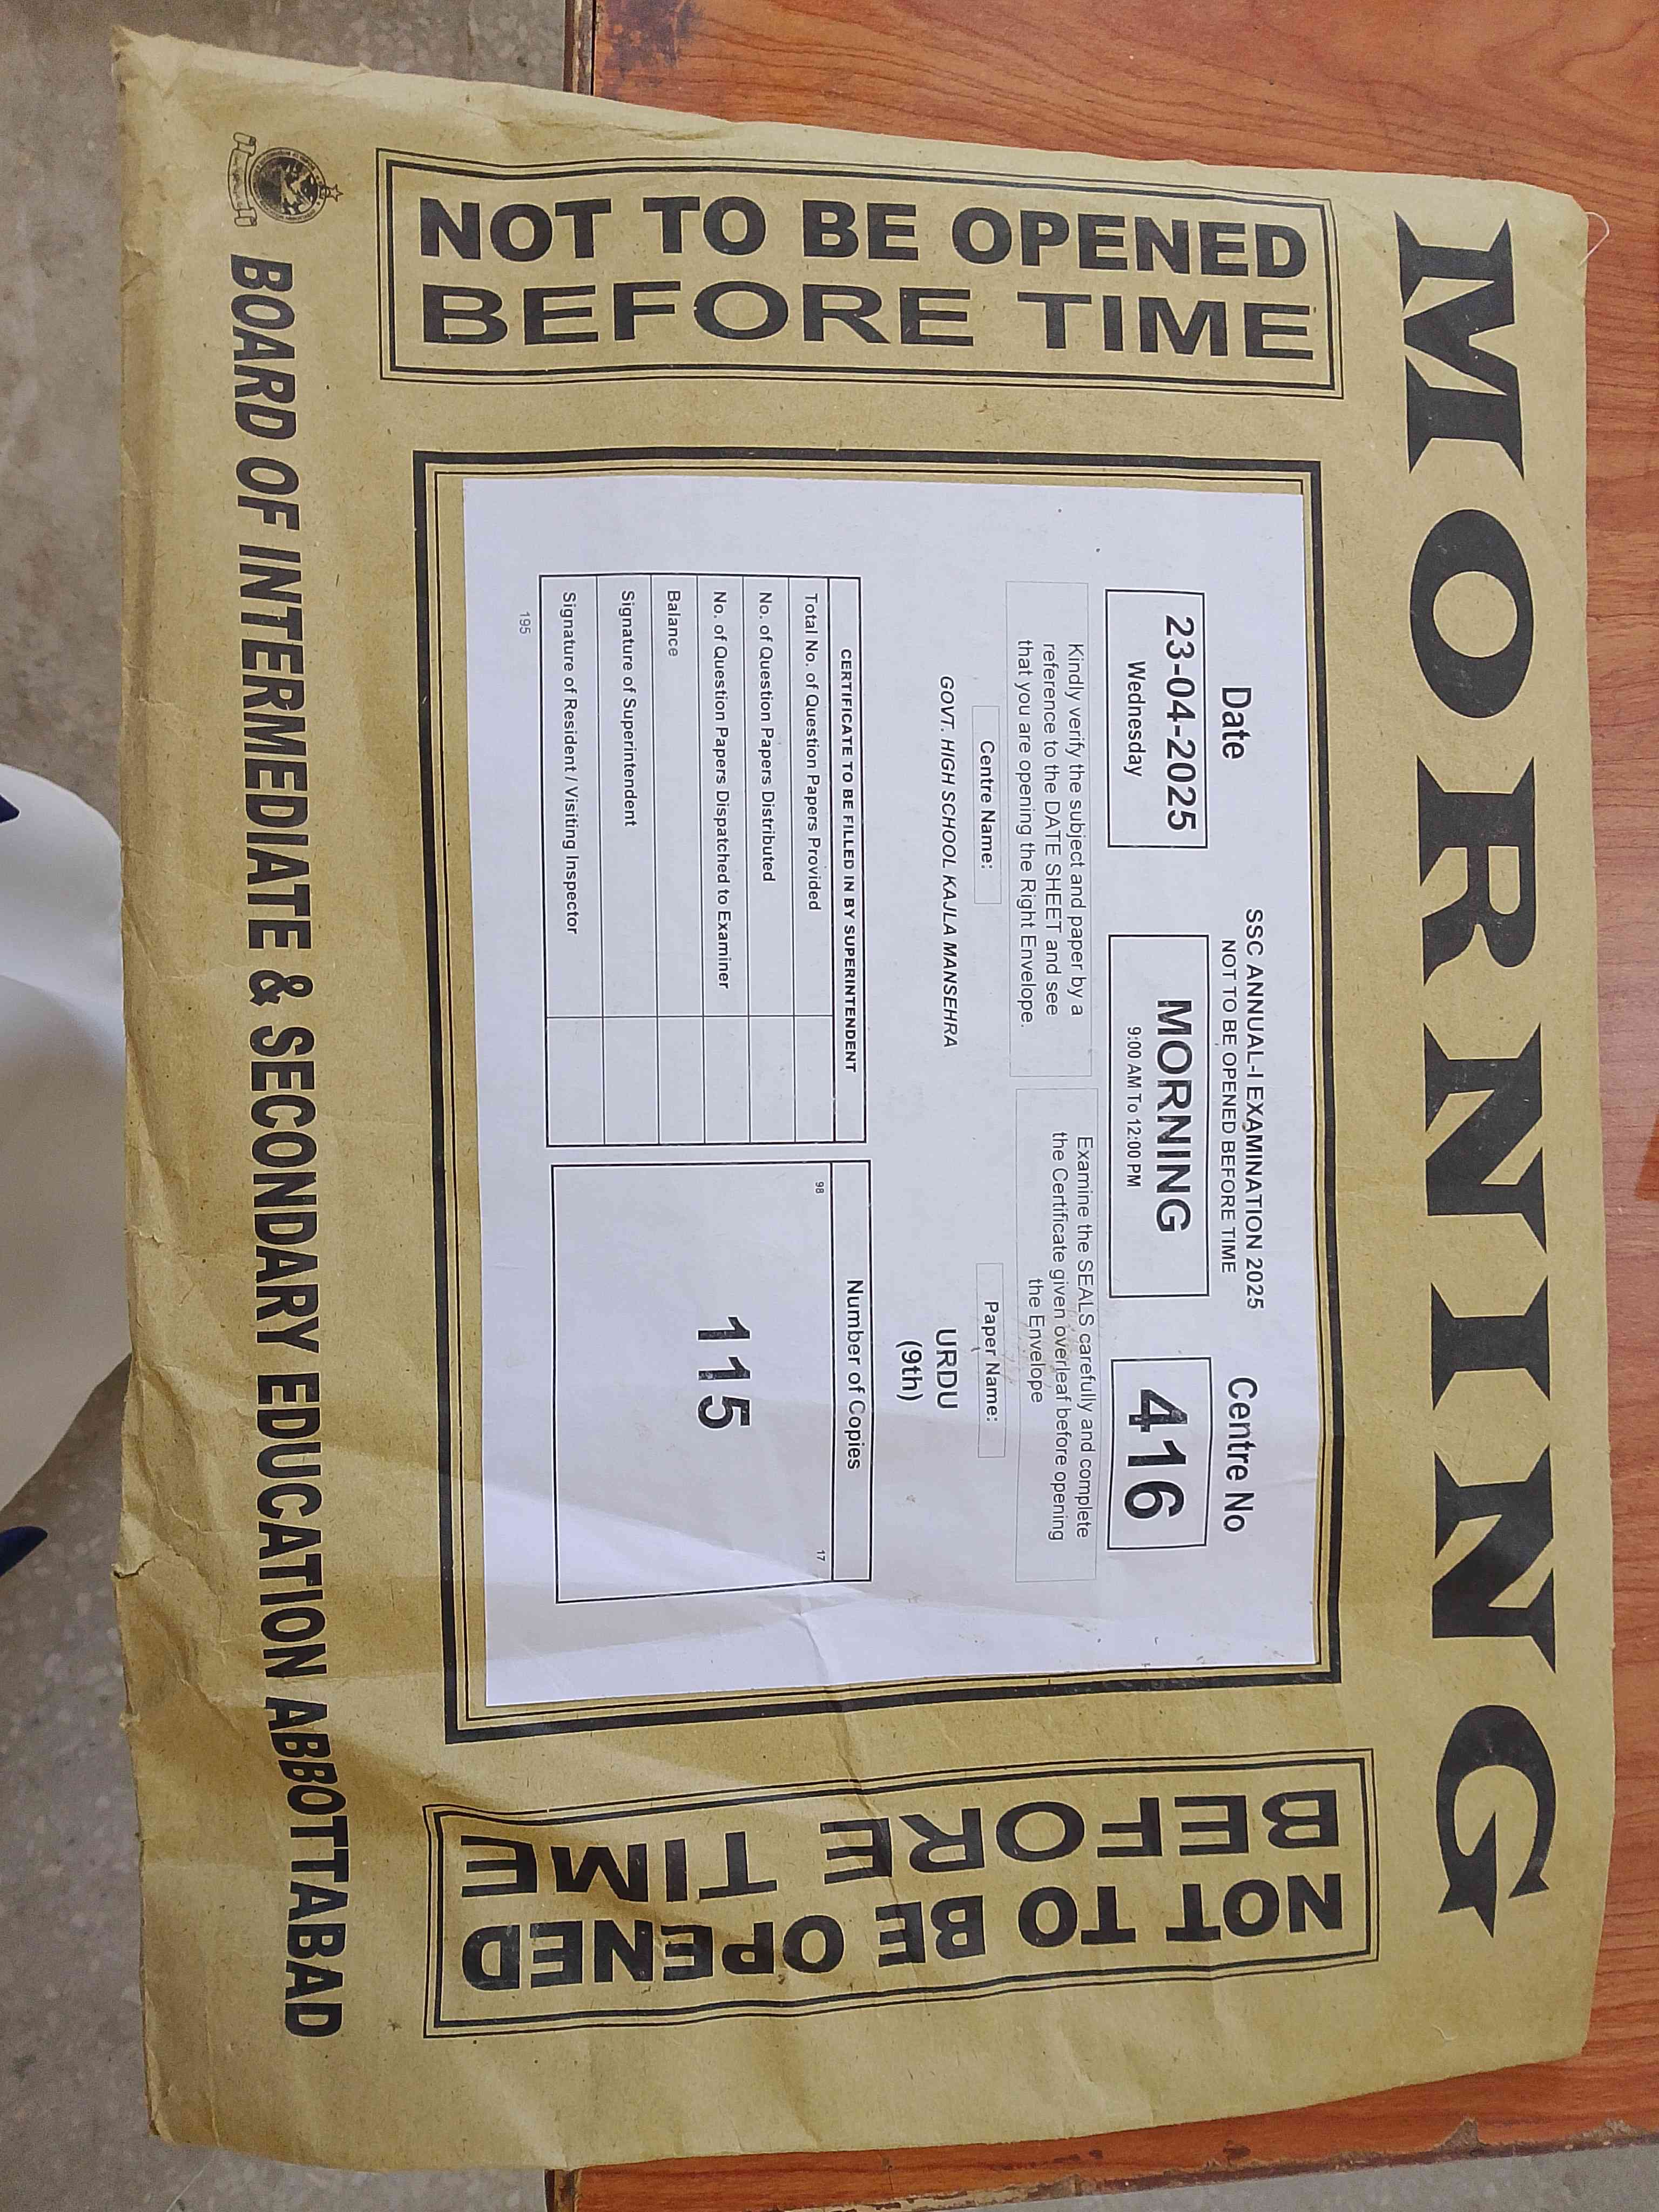 MORNING
NOT TO BE OPENED
BEFORE TIME
SSC ANNUAL-I EXAMINATION 2025
NOT TO BE OPENED BEFORE TIME
Date
23-04-2025
Wednesday
MORNING
9:00 AM To 12:00 PM
Centre No
416
Kindly verify the subject and paper by a
reference to the DATE SHEET and see
that you are opening the Right Envelope.
Examine the SEALS carefully and complete
the Certificate given overleaf before opening
the Envelope
Centre Name:
GOVT. HIGH SCHOOL KAJLA MANSEHRA
Paper Name:
URDU
(9th)
CERTIFICATE TO BE FILLED IN BY SUPERINTENDENT
Total No. of Question Papers Provided
No. of Question Papers Distributed
No. of Question Papers Dispatched to Examiner
Balance
Signature of Superintendent
Signature of Resident / Visiting Inspector
195
Number of Copies
98
17
115
NOT TO BE OPENED
BEFORE TIME
BOARD OF INTERMEDIATE & SECONDARY EDUCATION ABBOTTABAD